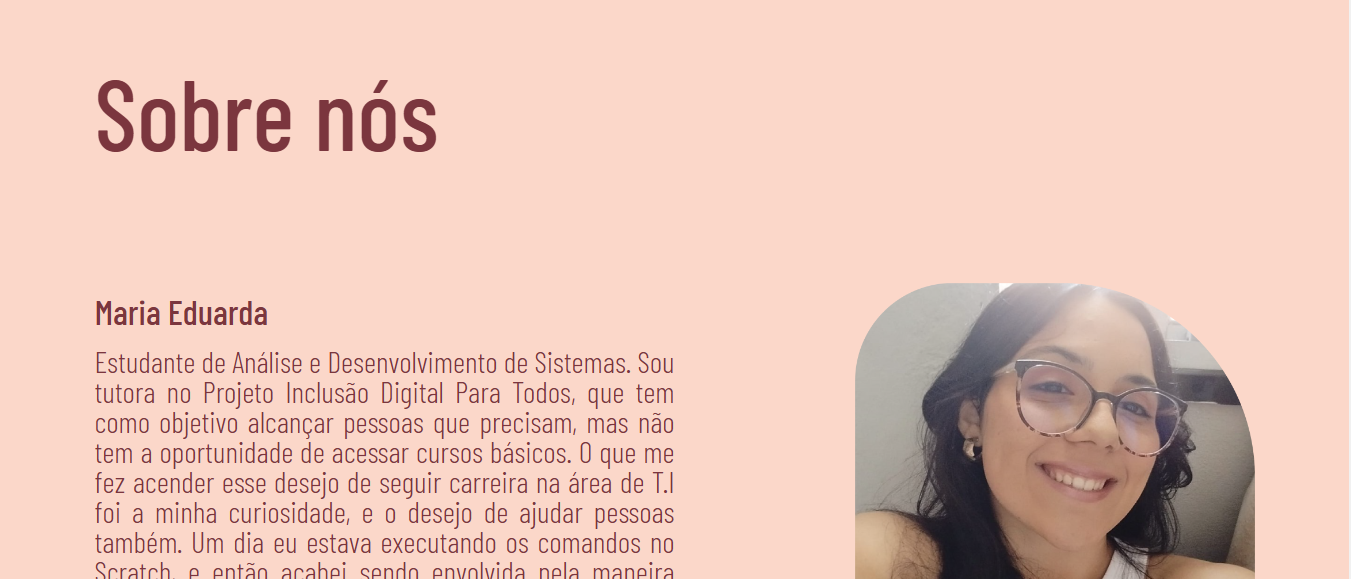 Sobre nós
Maria Eduarda
Estudante de Análise e Desenvolvimento de Sistemas. Sou
tutora no Projeto Inclusão Digital Para Todos, que tem
como objetivo alcançar pessoas que precisam, mas não
tem a oportunidade de acessar cursos básicos. O que me
fez acender esse desejo de seguir carreira na área de T.I
foi a minha curiosidade, e o desejo de ajudar pessoas
também. Um dia eu estava executando os comandos no
Scratch, e então acabei sendo envolvida pela maneira